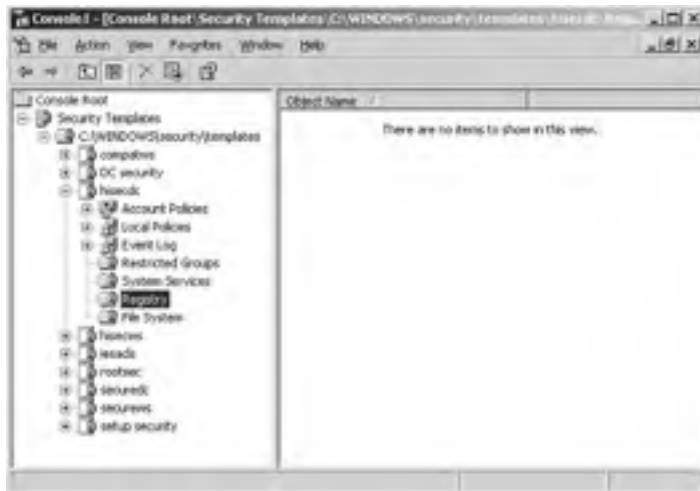 Console1 - [Console Root\Security Templates\C:\WINDOWS\security\templates\hisecdc\
File Action View Favorites Window Help
Console Root
Security Templates
C:\WINDOWS\security\templates
compatws
DC security
hisecdc
Account Policies
Local Policies
Event Log
Restricted Groups
System Services
Registry
File System
hisecws
iesacls
rootsec
securedc
securews
setup security
Object Name /
There are no items to show in this view.